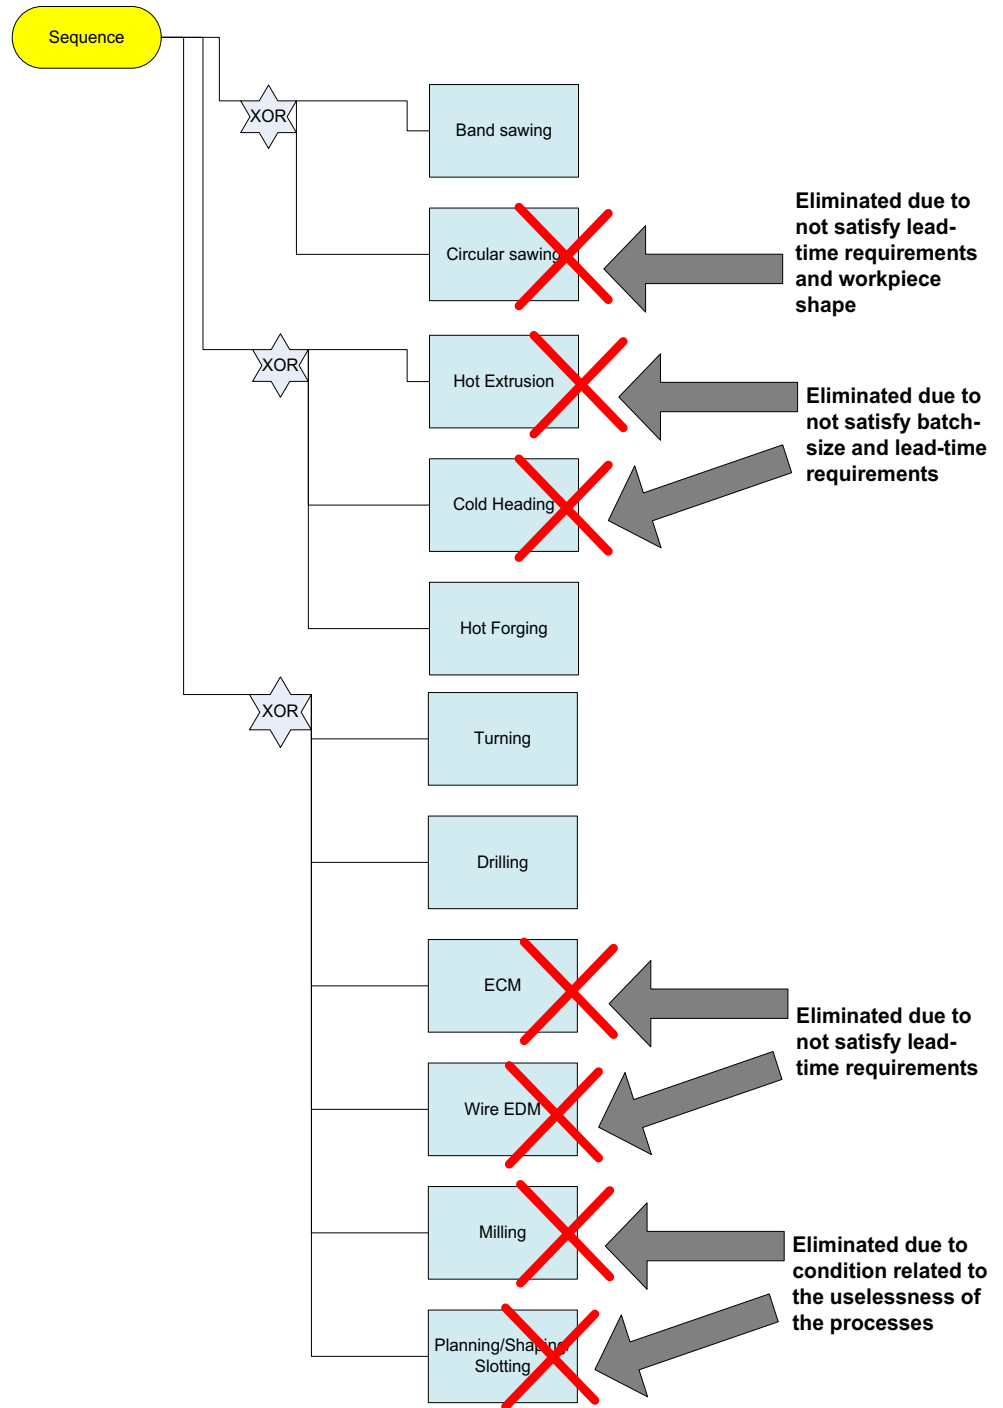 Sequence
XOR
Band sawing
Circular sawing
Eliminated due to
not satisfy lead-
time requirements
and workpiece
shape
XOR
Hot Extrusion
Cold Heading
Eliminated due to
not satisfy batch-
size and lead-time
requirements
Hot Forging
XOR
Turning
Drilling
ECM
Wire EDM
Eliminated due to
not satisfy lead-
time requirements
Milling
Planning/Shaping/
Slotting
Eliminated due to
condition related to
the uselessness of
the processes